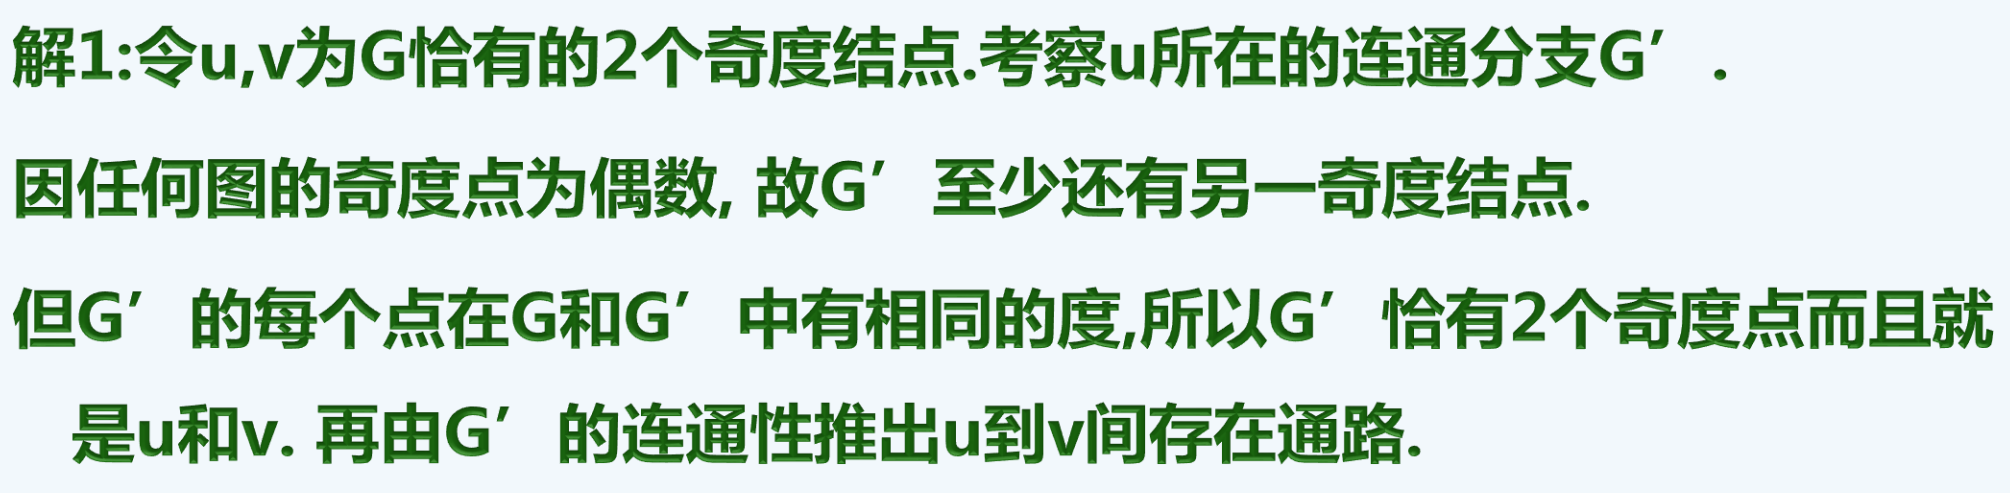 解1:令u,v为G恰有的2个奇度结点.考察u所在的连通分支G′.
因任何图的奇度点为偶数, 故G′至少还有另一奇度结点.
但G′的每个点在G和G′中有相同的度,所以G′恰有2个奇度点而且就
是u和v. 再由G′的连通性推出u到v间存在通路.